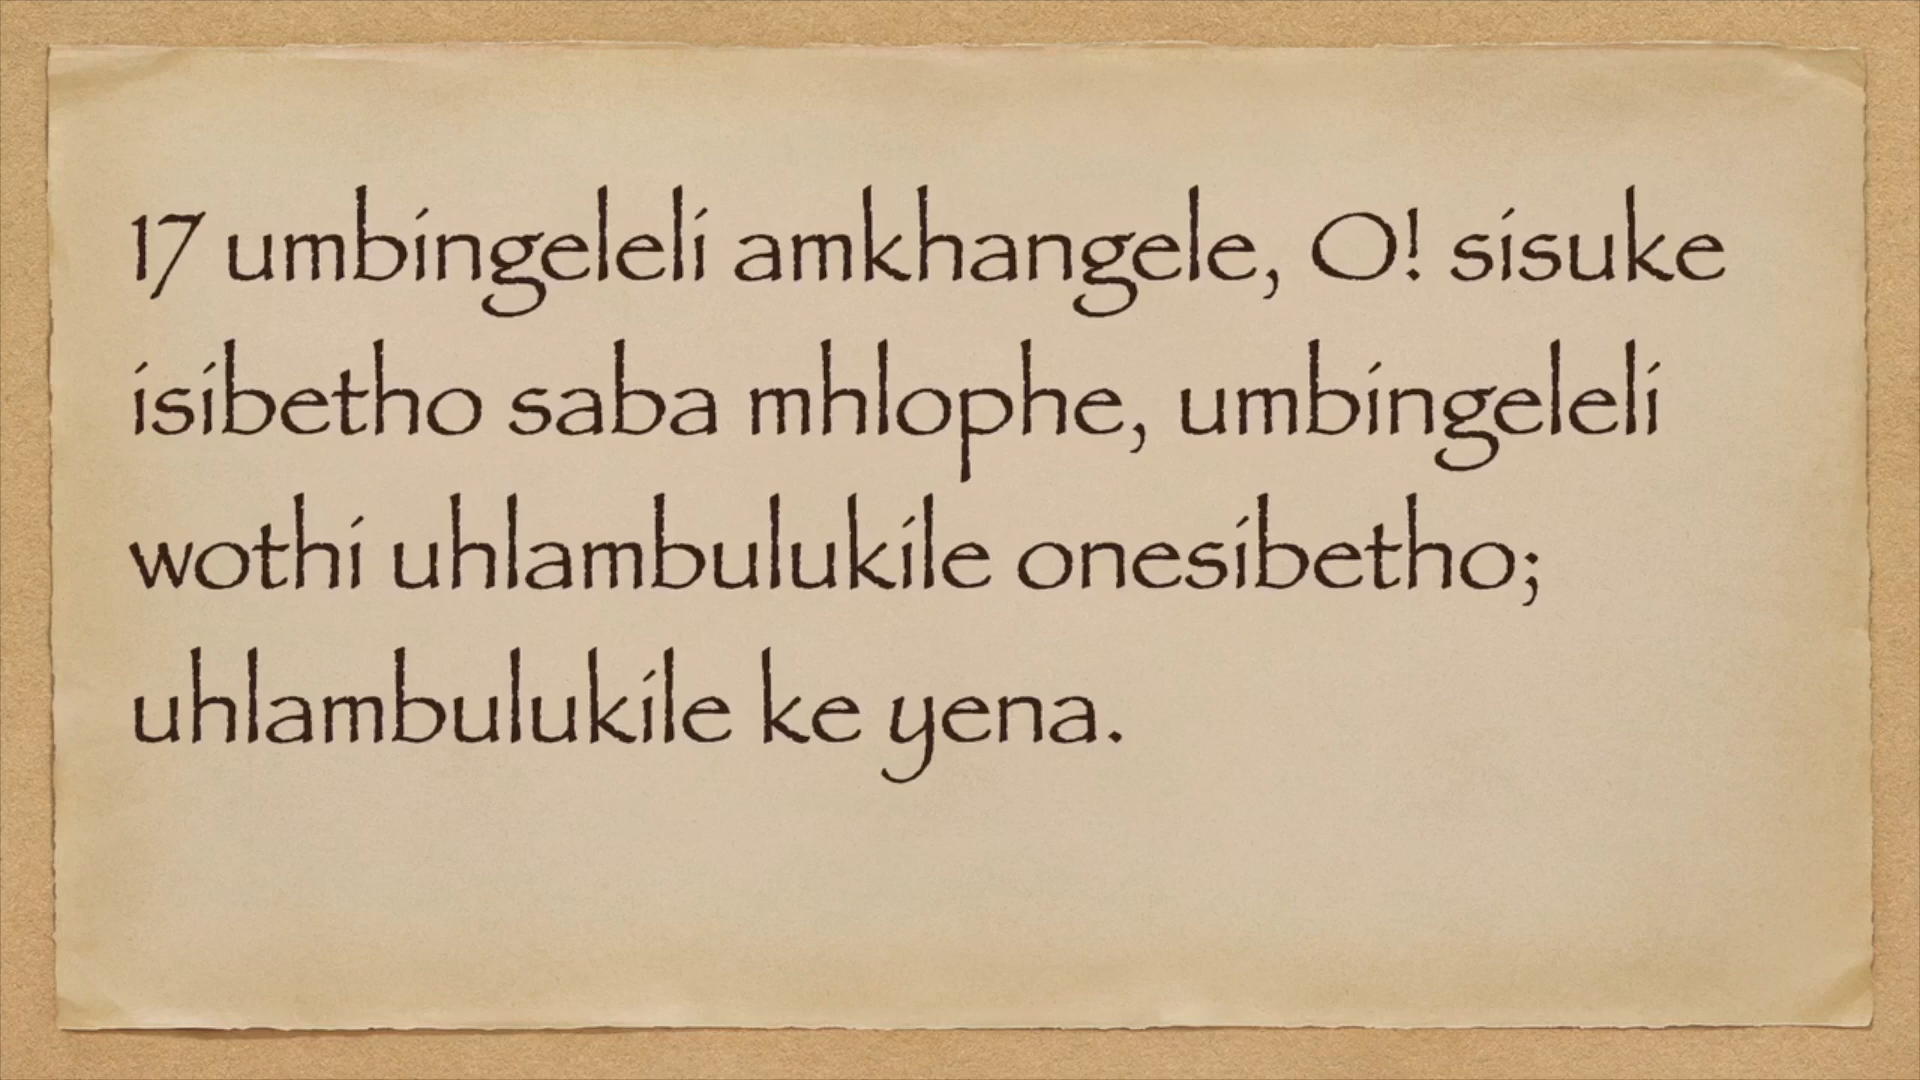 17 umbingeleli amkhangele, O! sisuke
isibetho saba mhlophe, umbingeleli
wothi uhlambulukile onesibetho;
uhlambulukile ke yena.